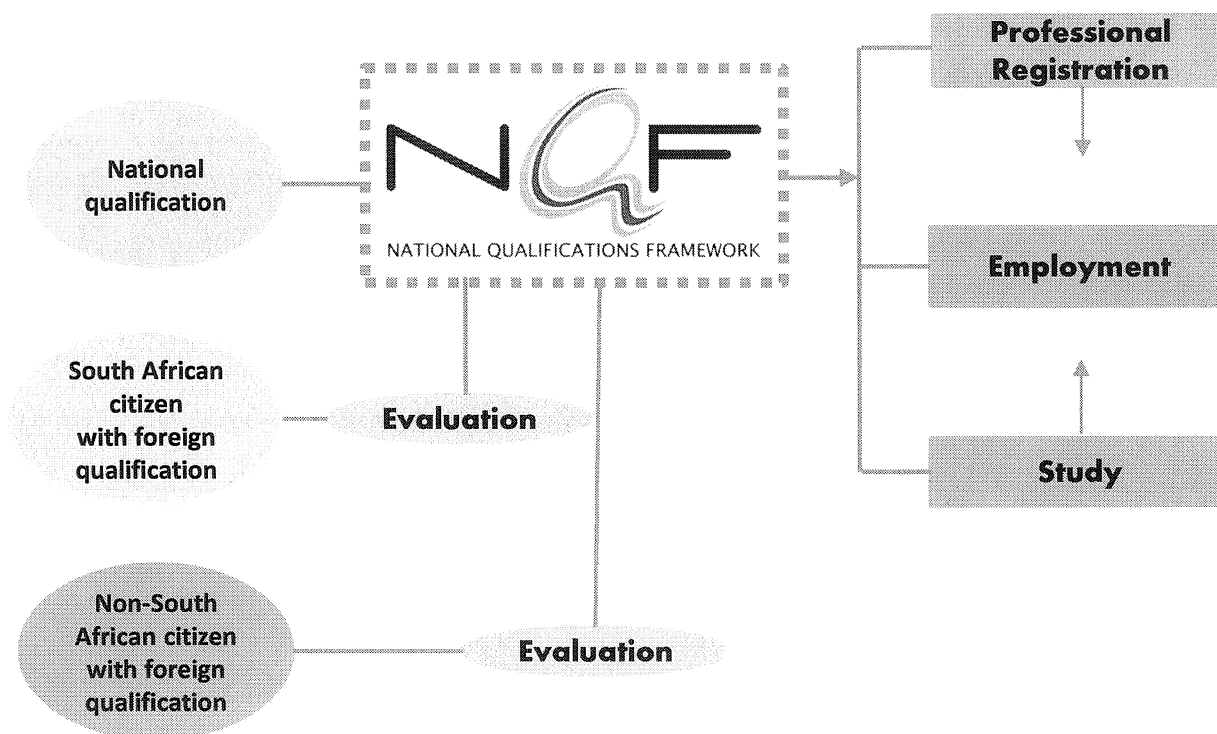 Professional
Registration
National
qualification
NQF
NATIONAL QUALIFICATIONS FRAMEWORK
Employment
South African
citizen
with foreign
qualification
Evaluation
Study
Non-South
African citizen
with foreign
qualification
Evaluation